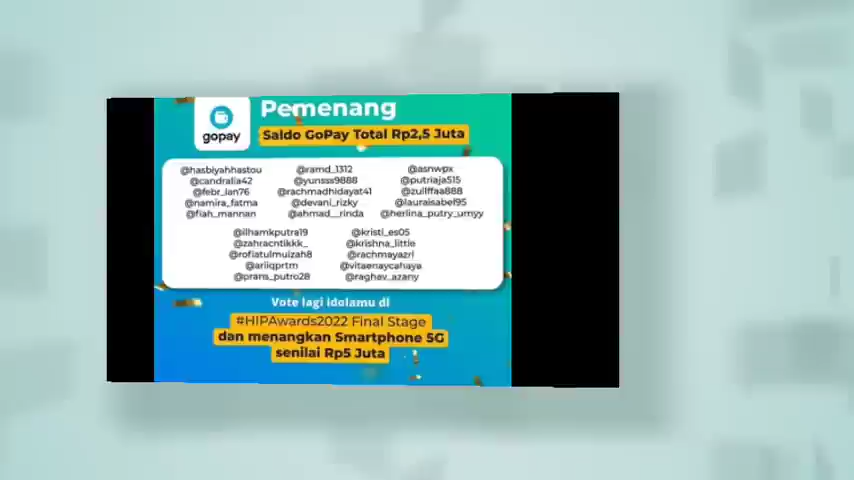 gopay
Pemenang
Saldo GoPay Total Rp2,5 Juta
@hasbiyahhastou @ramd_1312 @asnwpx
@candralia42 @yunsss9888 @putriaja515
@febr_ian76 @rachmadhidayat41 @zulffaa888
@namira_fatma @devani_rizky @lauraisabel95
@fiah_mannan @ahmad__rinda @herlina_putry_umyy
@ilhamkputra19 @kristi_es05
@zahracntikkk_ @krishna_little
@rofiatulmuizah8 @rachmayazrl
@ariiqprtm @vitaenaycahaya
@prans_putro28 @raghav_azany
Vote lagi idolamu di
#HIPAwards2022 Final Stage
dan menangkan Smartphone 5G
senilai Rp5 Juta